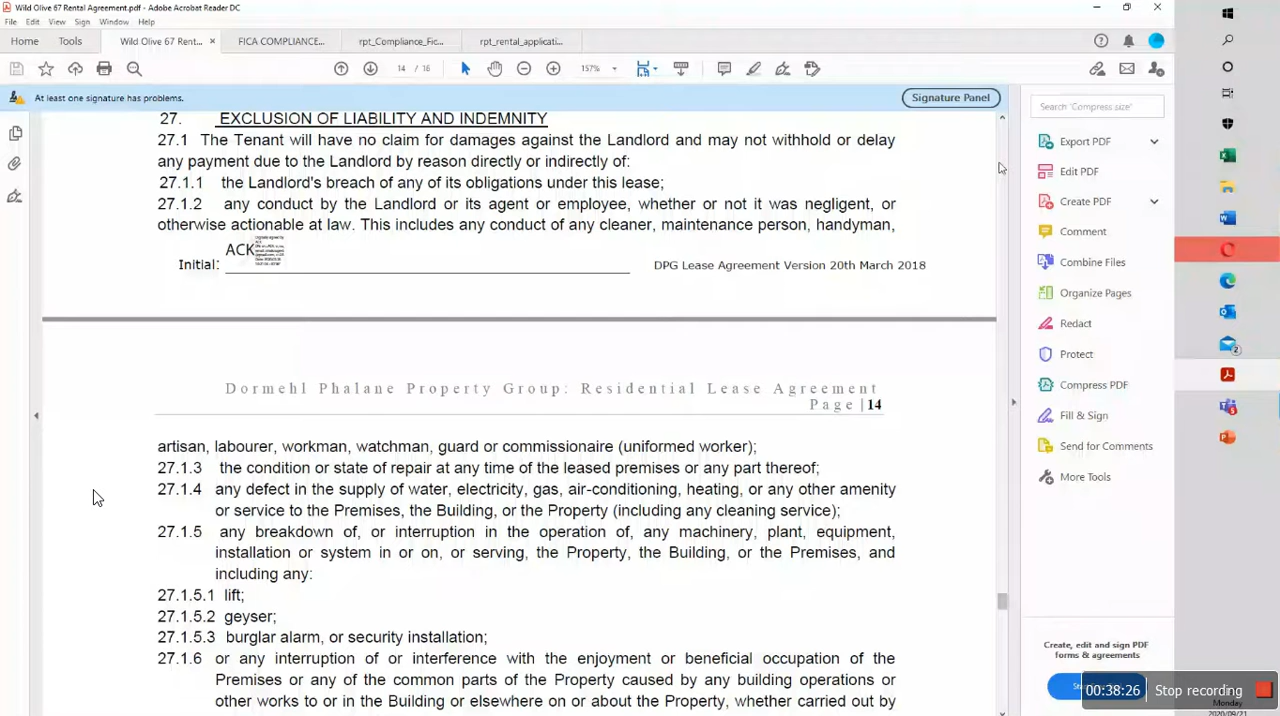 Wild Olive 67 Rental Agreement.pdf - Adobe Acrobat Reader DC
File Edit View Sign Window Help
Home Tools Wild Olive 67 Rent... × FICA COMPLIANCE... rpt_Compliance_Fic... rpt_rental_applicati...
14 / 16 157%
At least one signature has problems. Signature Panel
27. EXCLUSION OF LIABILITY AND INDEMNITY
27.1 The Tenant will have no claim for damages against the Landlord and may not withhold or delay
any payment due to the Landlord by reason directly or indirectly of:
27.1.1 the Landlord's breach of any of its obligations under this lease;
27.1.2 any conduct by the Landlord or its agent or employee, whether or not it was negligent, or
otherwise actionable at law. This includes any conduct of any cleaner, maintenance person, handyman,
ACK
Initial: DPG Lease Agreement Version 20th March 2018
Dormehl Phalane Property Group: Residential Lease Agreement
Page | 14
artisan, labourer, workman, watchman, guard or commissionaire (uniformed worker);
27.1.3 the condition or state of repair at any time of the leased premises or any part thereof;
27.1.4 any defect in the supply of water, electricity, gas, air-conditioning, heating, or any other amenity
or service to the Premises, the Building, or the Property (including any cleaning service);
27.1.5 any breakdown of, or interruption in the operation of, any machinery, plant, equipment,
installation or system in or on, or serving, the Property, the Building, or the Premises, and
including any:
27.1.5.1 lift;
27.1.5.2 geyser;
27.1.5.3 burglar alarm, or security installation;
27.1.6 or any interruption of or interference with the enjoyment or beneficial occupation of the
Premises or any of the common parts of the Property caused by any building operations or
other works to or in the Building or elsewhere on or about the Property, whether carried out by
Search 'Compress size'
Export PDF
Edit PDF
Create PDF
Comment
Combine Files
Organize Pages
Redact
Protect
Compress PDF
Fill & Sign
Send for Comments
More Tools
Create, edit and sign PDF
forms & agreements
00:38:26 Stop recording
Monday
2020/09/21